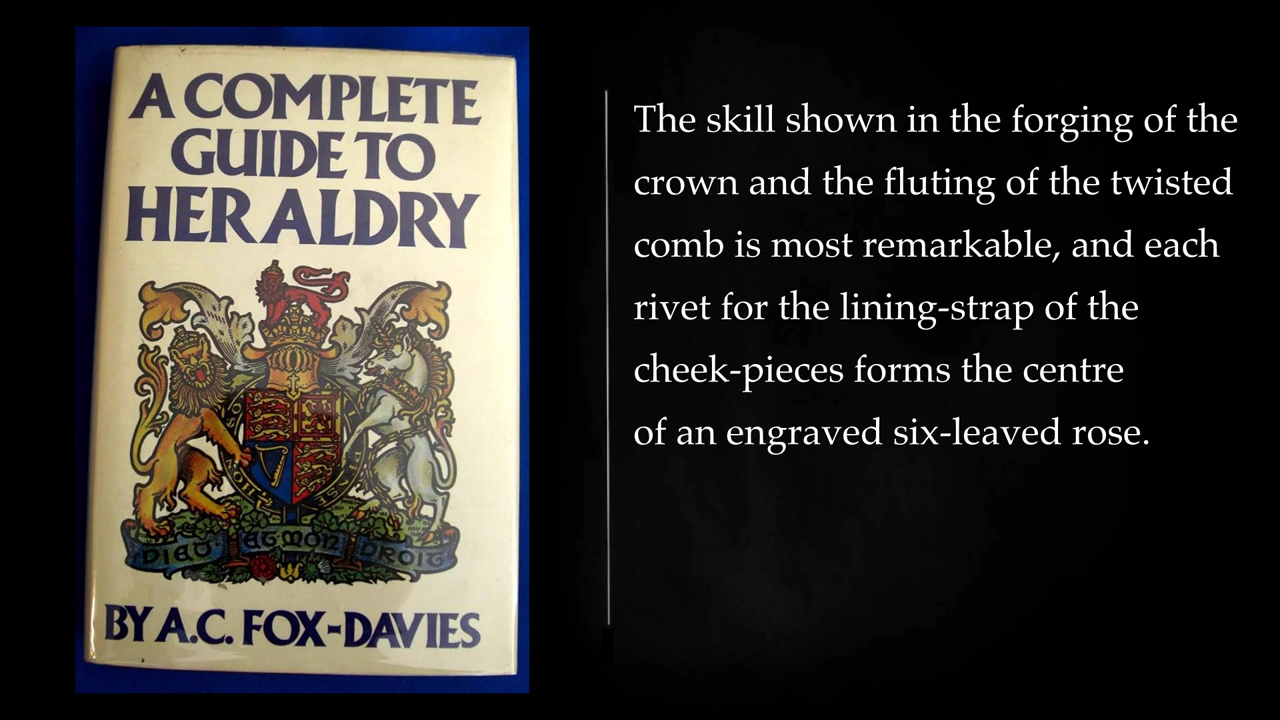 A COMPLETE
GUIDE TO
HERALDRY
DIEU ET MON DROIT
BY A.C. FOX-DAVIES
The skill shown in the forging of the
crown and the fluting of the twisted
comb is most remarkable, and each
rivet for the lining-strap of the
cheek-pieces forms the centre
of an engraved six-leaved rose.